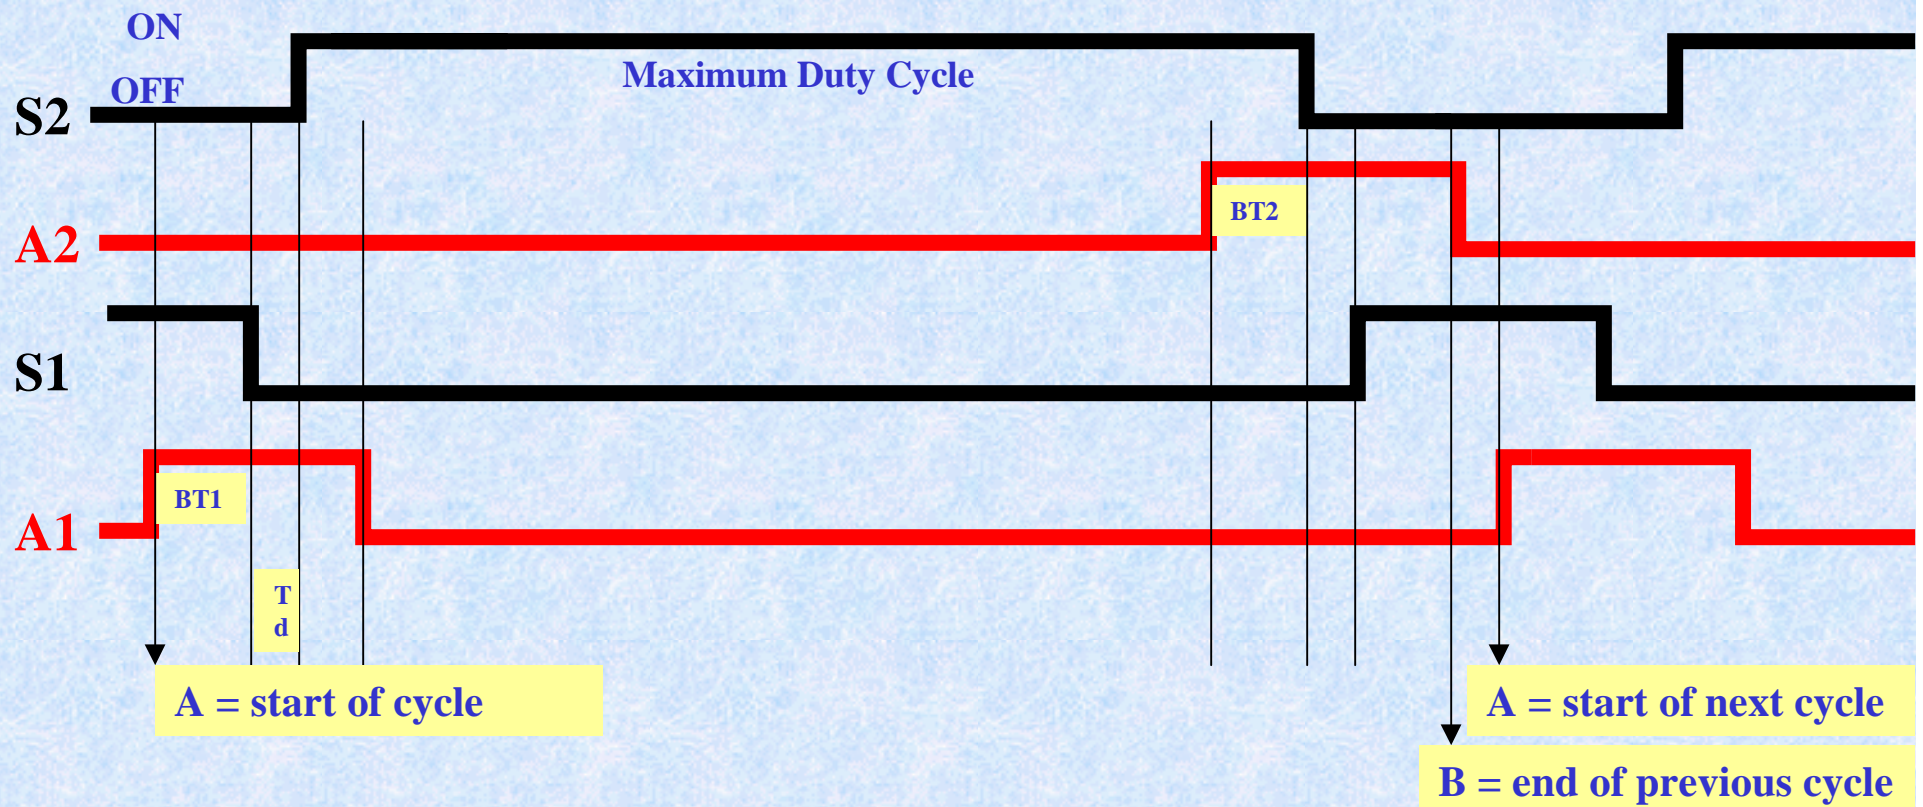 ON
OFF
Maximum Duty Cycle
S2
BT2
A2
S1
BT1
A1
T
d
A = start of cycle
A = start of next cycle
B = end of previous cycle